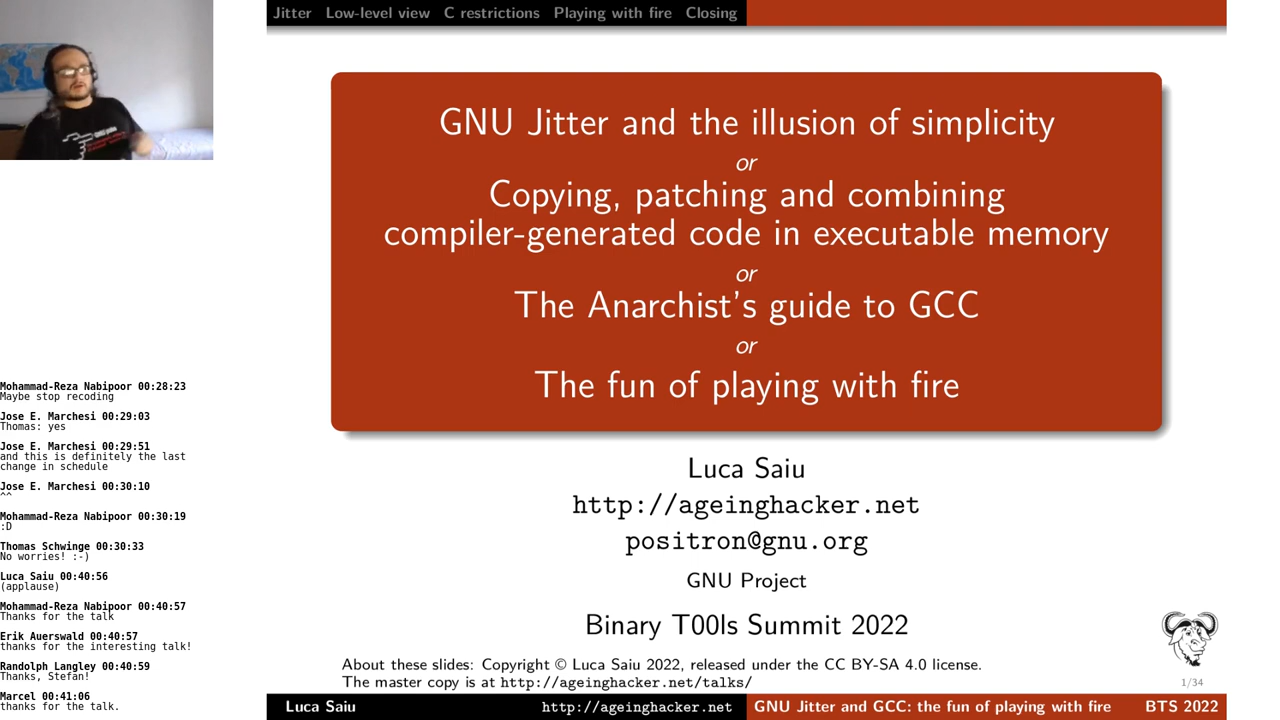 Jitter Low-level view C restrictions Playing with fire Closing
GNU Jitter and the illusion of simplicity
or
Copying, patching and combining
compiler-generated code in executable memory
or
The Anarchist's guide to GCC
or
The fun of playing with fire
Luca Saiu
http://ageinghacker.net
positron@gnu.org
GNU Project
Binary T00ls Summit 2022
About these slides: Copyright © Luca Saiu 2022, released under the CC BY-SA 4.0 license.
The master copy is at http://ageinghacker.net/talks/
1/34
Luca Saiu http://ageinghacker.net GNU Jitter and GCC: the fun of playing with fire BTS 2022
Mohammad-Reza Nabipoor 00:28:23
Maybe stop recoding
Jose E. Marchesi 00:29:03
Thomas: yes
Jose E. Marchesi 00:29:51
and this is definitely the last
change in schedule
Jose E. Marchesi 00:30:10
^^
Mohammad-Reza Nabipoor 00:30:19
:D
Thomas Schwinge 00:30:33
No worries! :-)
Luca Saiu 00:40:56
(applause)
Mohammad-Reza Nabipoor 00:40:57
Thanks for the talk
Erik Auerswald 00:40:57
thanks for the interesting talk!
Randolph Langley 00:40:59
Thanks, Stefan!
Marcel 00:41:06
thanks for the talk.